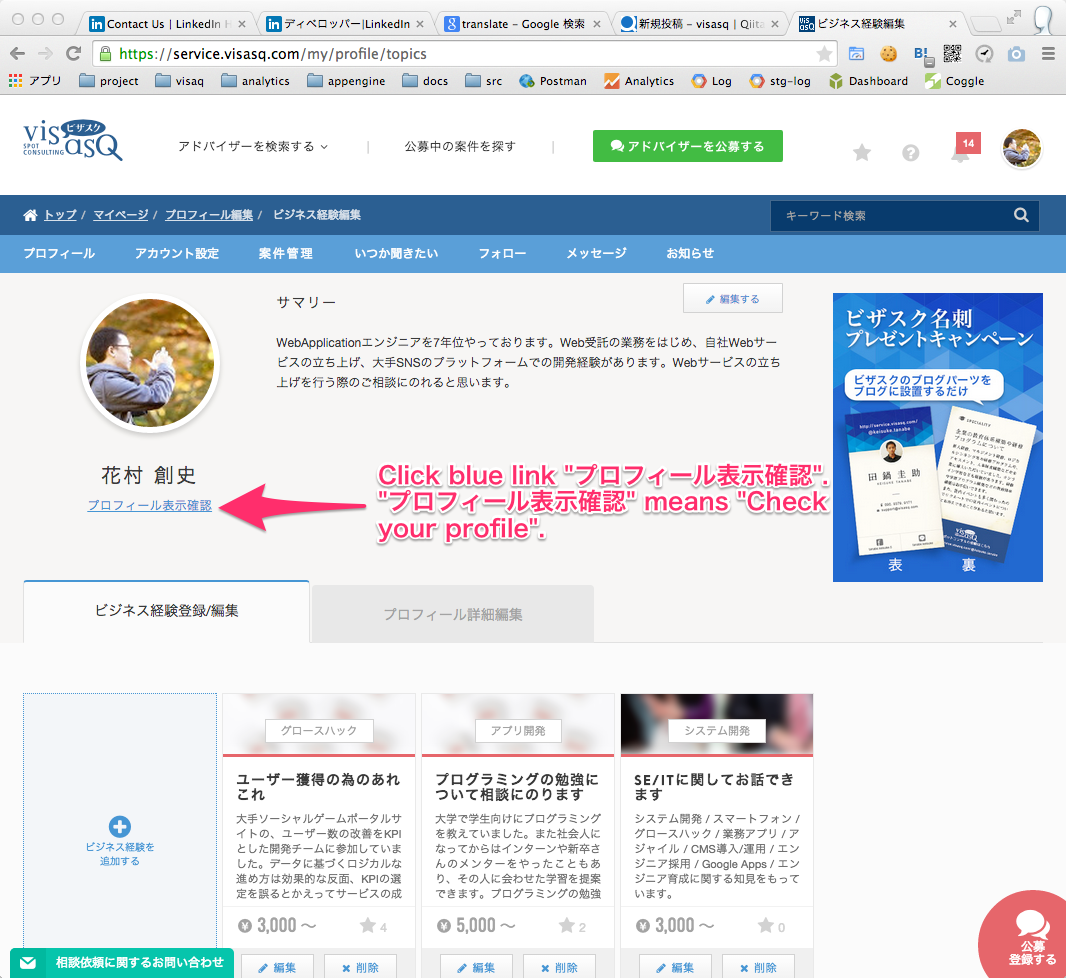 Contact Us | LinkedIn H
ディベロッパー|LinkedIn
translate – Google 検索
新規投稿 – visasq | Qiita
ビジネス経験編集
https://service.visasq.com/my/profile/topics
アプリ
project
visaq
analytics
appengine
docs
src
Postman
Analytics
Log
stg-log
Dashboard
Coggle
visasQ ビザスク
SPOT CONSULTING
アドバイザーを検索する
公募中の案件を探す
アドバイザーを公募する
14
トップ / マイページ / プロフィール編集 / ビジネス経験編集
キーワード検索
プロフィール
アカウント設定
案件管理
いつか聞きたい
フォロー
メッセージ
お知らせ
サマリー
編集する
WebApplicationエンジニアを7年位やっております。Web受託の業務をはじめ、自社Webサー
ビスの立ち上げ、大手SNSのプラットフォームでの開発経験があります。Webサービスの立ち
上げを行う際のご相談にのれると思います。
ビザスク名刺
プレゼントキャンペーン
ビザスクのブログパーツを
ブログに設置するだけ
http://service.visasq.com/
@keisuke.tanabe
田鍋 圭助
SPECIALITY
表
裏
花村 創史
プロフィール表示確認
Click blue link "プロフィール表示確認".
"プロフィール表示確認" means "Check
your profile".
ビジネス経験登録/編集
プロフィール詳細編集
ビジネス経験を
追加する
グロースハック
ユーザー獲得の為のあれ
これ
大手ソーシャルゲームポータルサ
イトの、ユーザー数の改善をKPI
とした開発チームに参加していま
した。データに基づくロジカルな
進め方は効果的な反面、KPIの選
定を誤るとかえってサービスの成
¥ 3,000 〜
4
編集
削除
アプリ開発
プログラミングの勉強に
ついて相談にのります
大学で学生向けにプログラミング
を教えていました。また社会人に
なってからはインターンや新卒さ
んのメンターをやったこともあ
り、その人に会わせた学習を提案
できます。プログラミングの勉強
¥ 5,000 〜
2
編集
削除
システム開発
SE/ITに関してお話でき
ます
システム開発 / スマートフォン /
グロースハック / 業務アプリ / ア
ジャイル / CMS導入/運用 / エン
ジニア採用 / Google Apps / エン
ジニア育成に関する知見をもって
います。
¥ 3,000 〜
0
編集
削除
相談依頼に関するお問い合わせ
公募
登録する